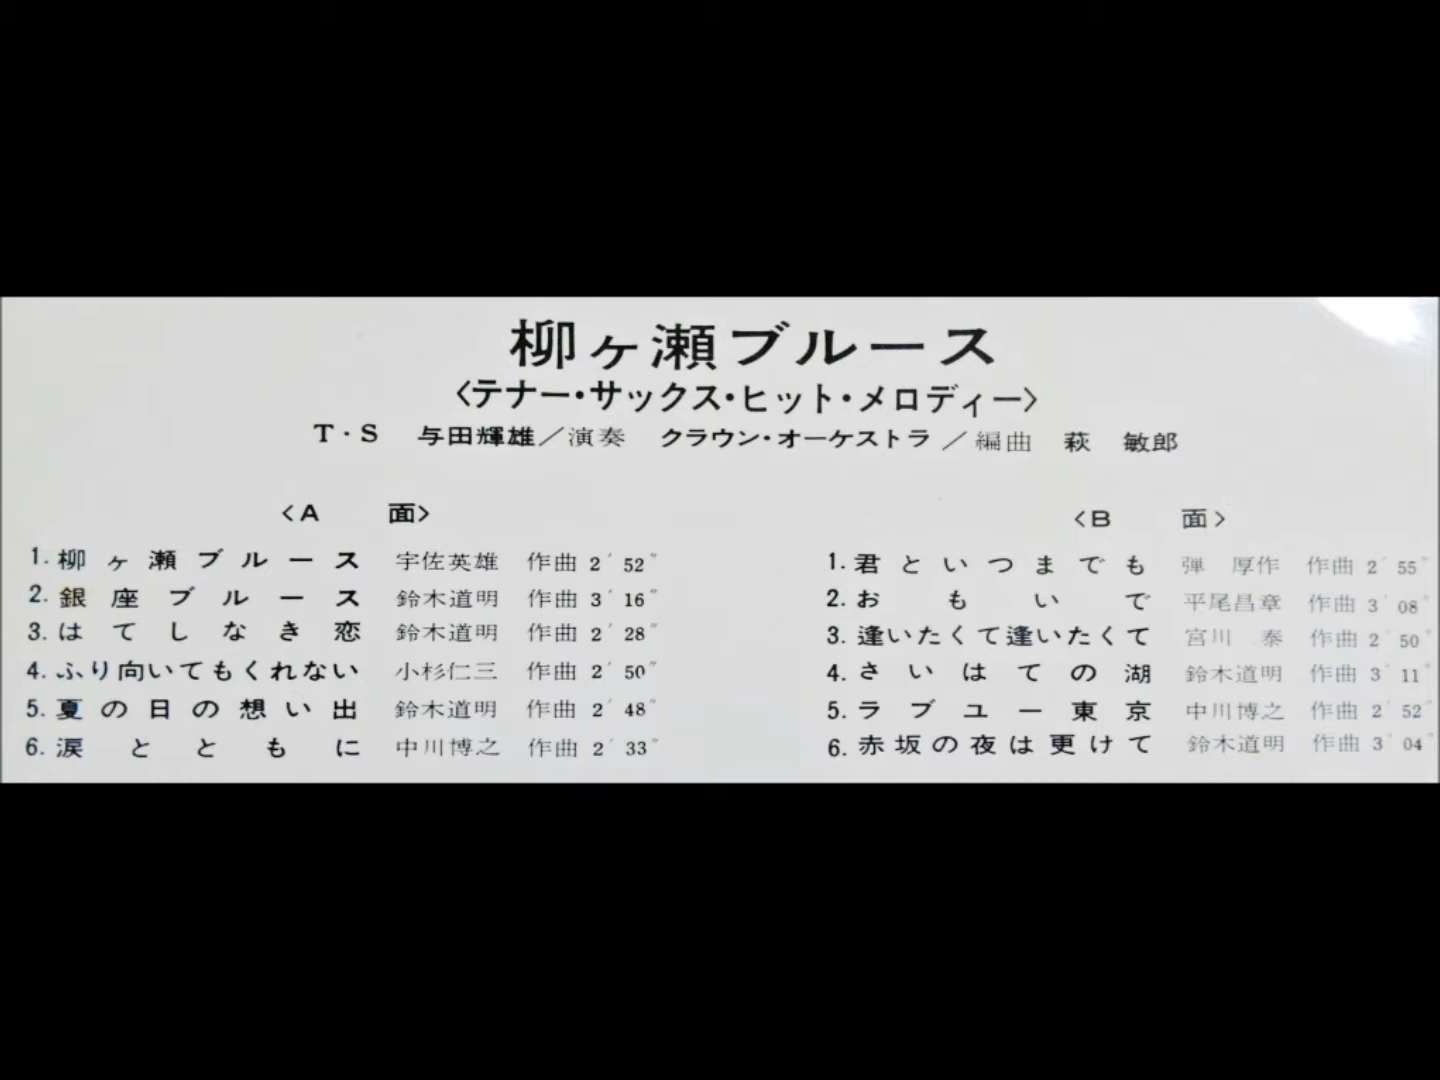 柳ヶ瀬ブルース
〈テナー・サックス・ヒット・メロディー〉
T・S 与田輝雄／演奏 クラウン・オーケストラ／編曲 萩 敏郎
〈A 面〉
1. 柳ヶ瀬ブルース 宇佐英雄 作曲 2′52″
2. 銀座ブルース 鈴木道明 作曲 3′16″
3. はてしなき恋 鈴木道明 作曲 2′28″
4. ふり向いてもくれない 小杉仁三 作曲 2′50″
5. 夏の日の想い出 鈴木道明 作曲 2′48″
6. 涙とともに 中川博之 作曲 2′33″
〈B 面〉
1. 君といつまでも 弾 厚作 作曲 2′55″
2. おもいで 平尾昌章 作曲 3′08″
3. 逢いたくて逢いたくて 宮川 泰 作曲 2′50″
4. さいはての湖 鈴木道明 作曲 3′11″
5. ラブユー東京 中川博之 作曲 2′52″
6. 赤坂の夜は更けて 鈴木道明 作曲 3′04″